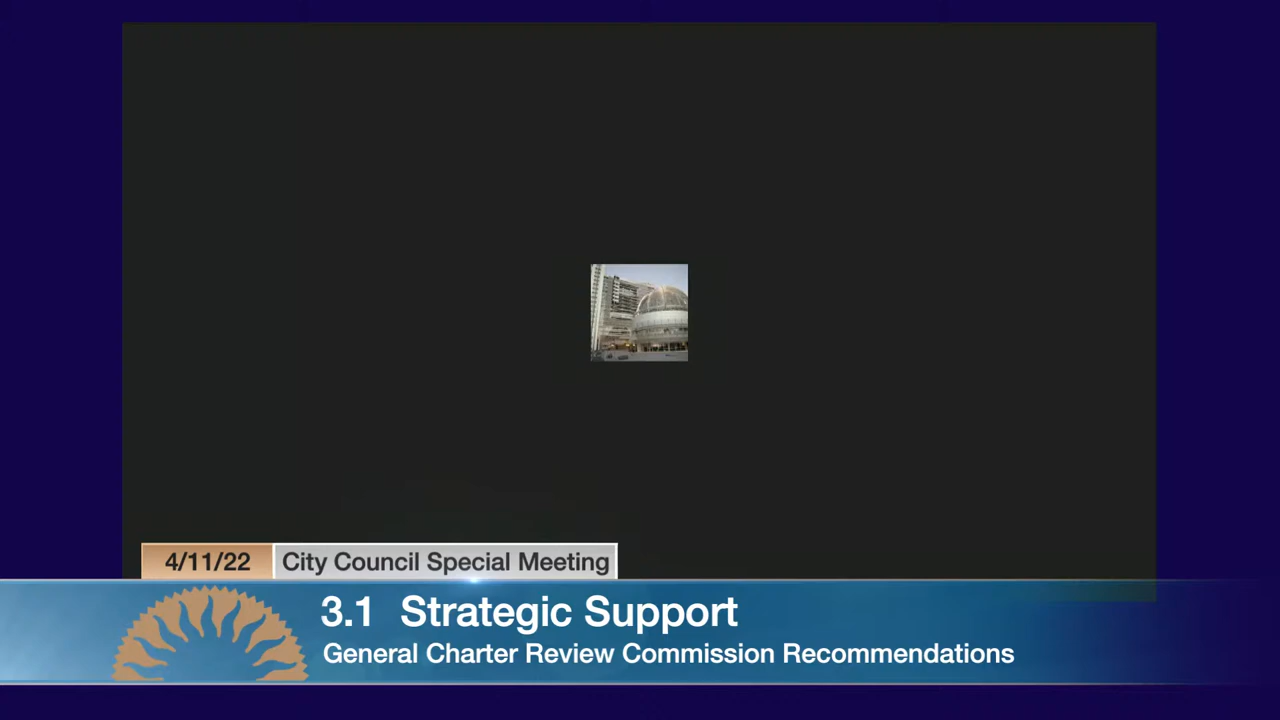 4/11/22 City Council Special Meeting
3.1 Strategic Support
General Charter Review Commission Recommendations